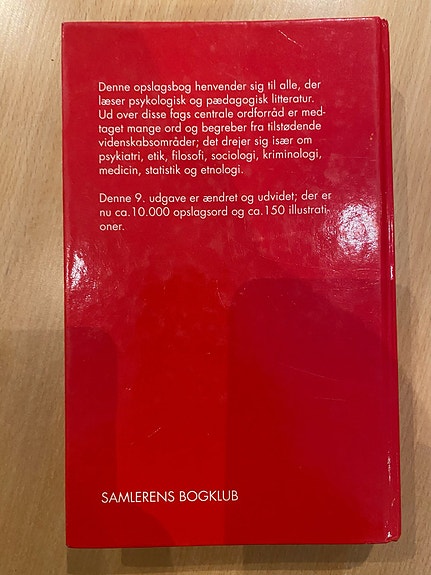 Denne opslagsbog henvender sig til alle, der
læser psykologisk og pædagogisk litteratur.
Ud over disse fags centrale ordforråd er med-
taget mange ord og begreber fra tilstødende
videnskabsområder; det drejer sig især om
psykiatri, etik, filosofi, sociologi, kriminologi,
medicin, statistik og etnologi.
Denne 9. udgave er ændret og udvidet; der er
nu ca.10.000 opslagsord og ca.150 illustrati-
oner.
SAMLERENS BOGKLUB